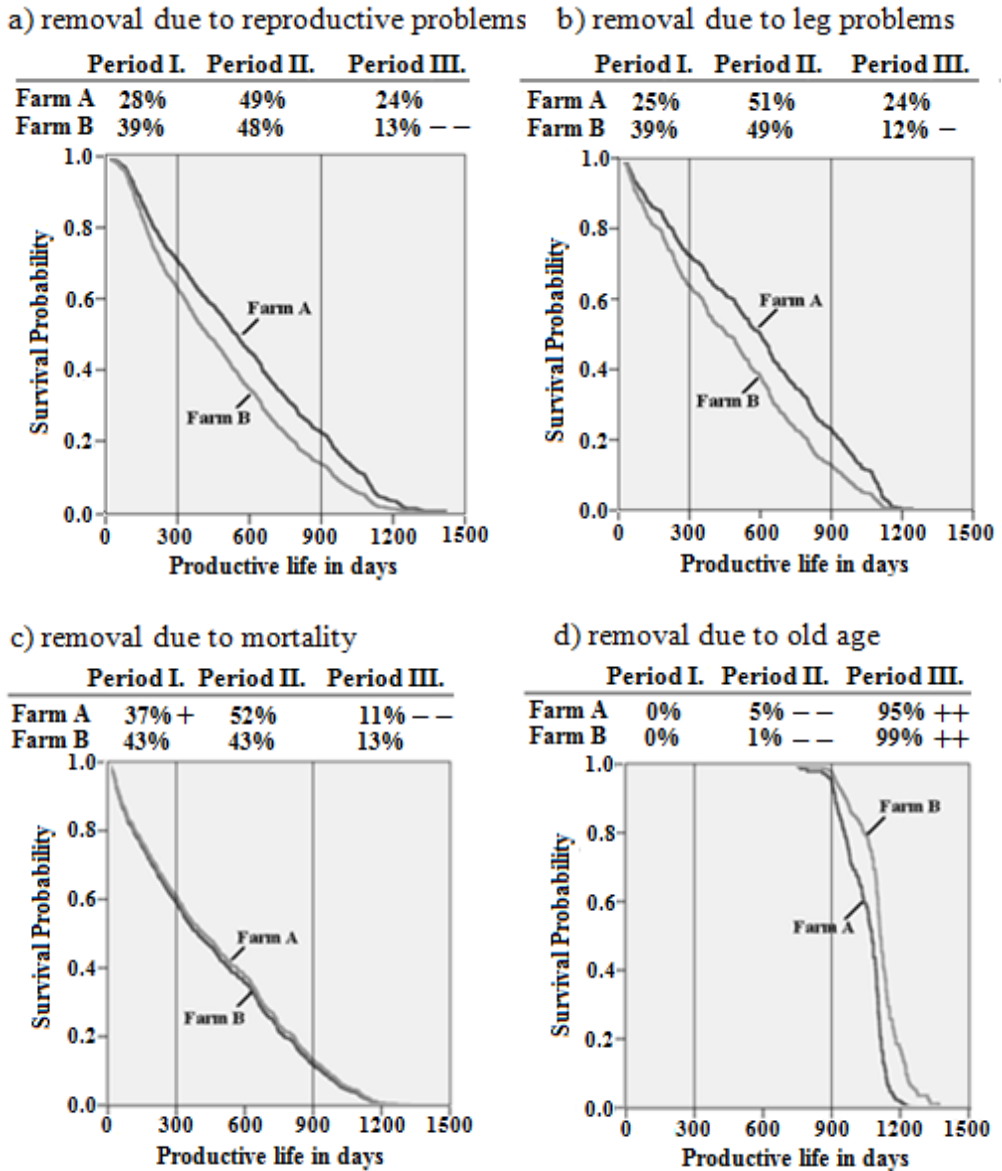 a) removal due to reproductive problems
Period I. Period II. Period III.
Farm A 28% 49% 24%
Farm B 39% 48% 13% – –
1.0
0.8
0.6
0.4
0.2
0.0
Survival Probability
Farm A
Farm B
0 300 600 900 1200 1500
Productive life in days
b) removal due to leg problems
Period I. Period II. Period III.
Farm A 25% 51% 24%
Farm B 39% 49% 12% –
1.0
0.8
0.6
0.4
0.2
0.0
Survival Probability
Farm A
Farm B
0 300 600 900 1200 1500
Productive life in days
c) removal due to mortality
Period I. Period II. Period III.
Farm A 37% + 52% 11% – –
Farm B 43% 43% 13%
1.0
0.8
0.6
0.4
0.2
0.0
Survival Probability
Farm A
Farm B
0 300 600 900 1200 1500
Productive life in days
d) removal due to old age
Period I. Period II. Period III.
Farm A 0% 5% – – 95% ++
Farm B 0% 1% – – 99% ++
1.0
0.8
0.6
0.4
0.2
0.0
Survival Probability
Farm B
Farm A
0 300 600 900 1200 1500
Productive life in days